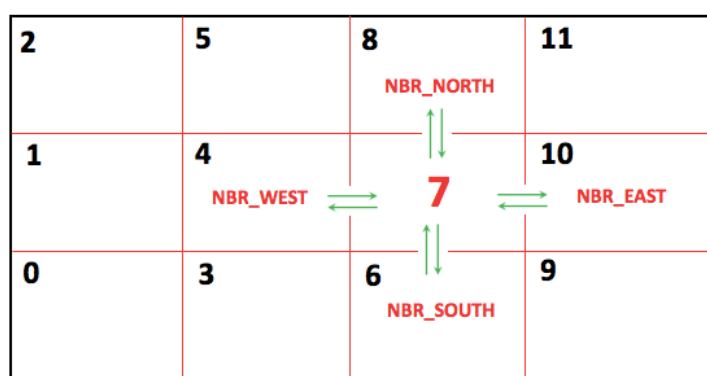 2 5 8 11
NBR_NORTH
1 4 10
NBR_WEST 7 NBR_EAST
0 3 6 9
NBR_SOUTH